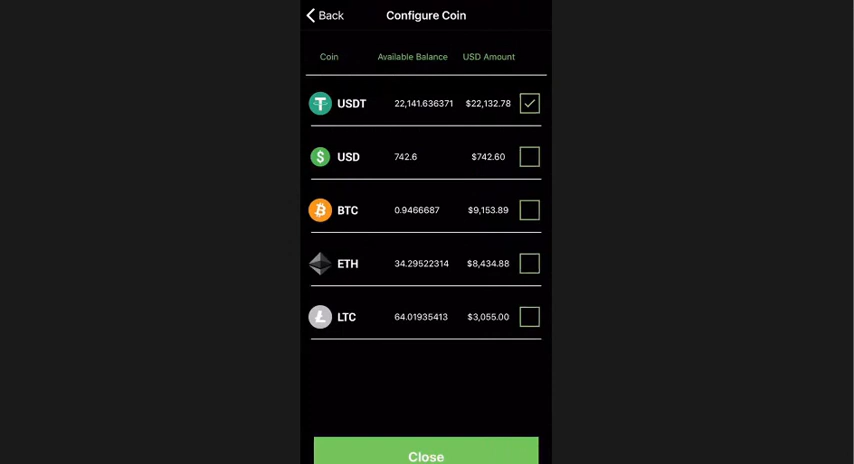 Back Configure Coin
Coin Available Balance USD Amount
USDT 22,141.636371 $22,132.78
USD 742.6 $742.60
BTC 0.9466687 $9,153.89
ETH 34.29522314 $8,434.88
LTC 64.01935413 $3,055.00
Close